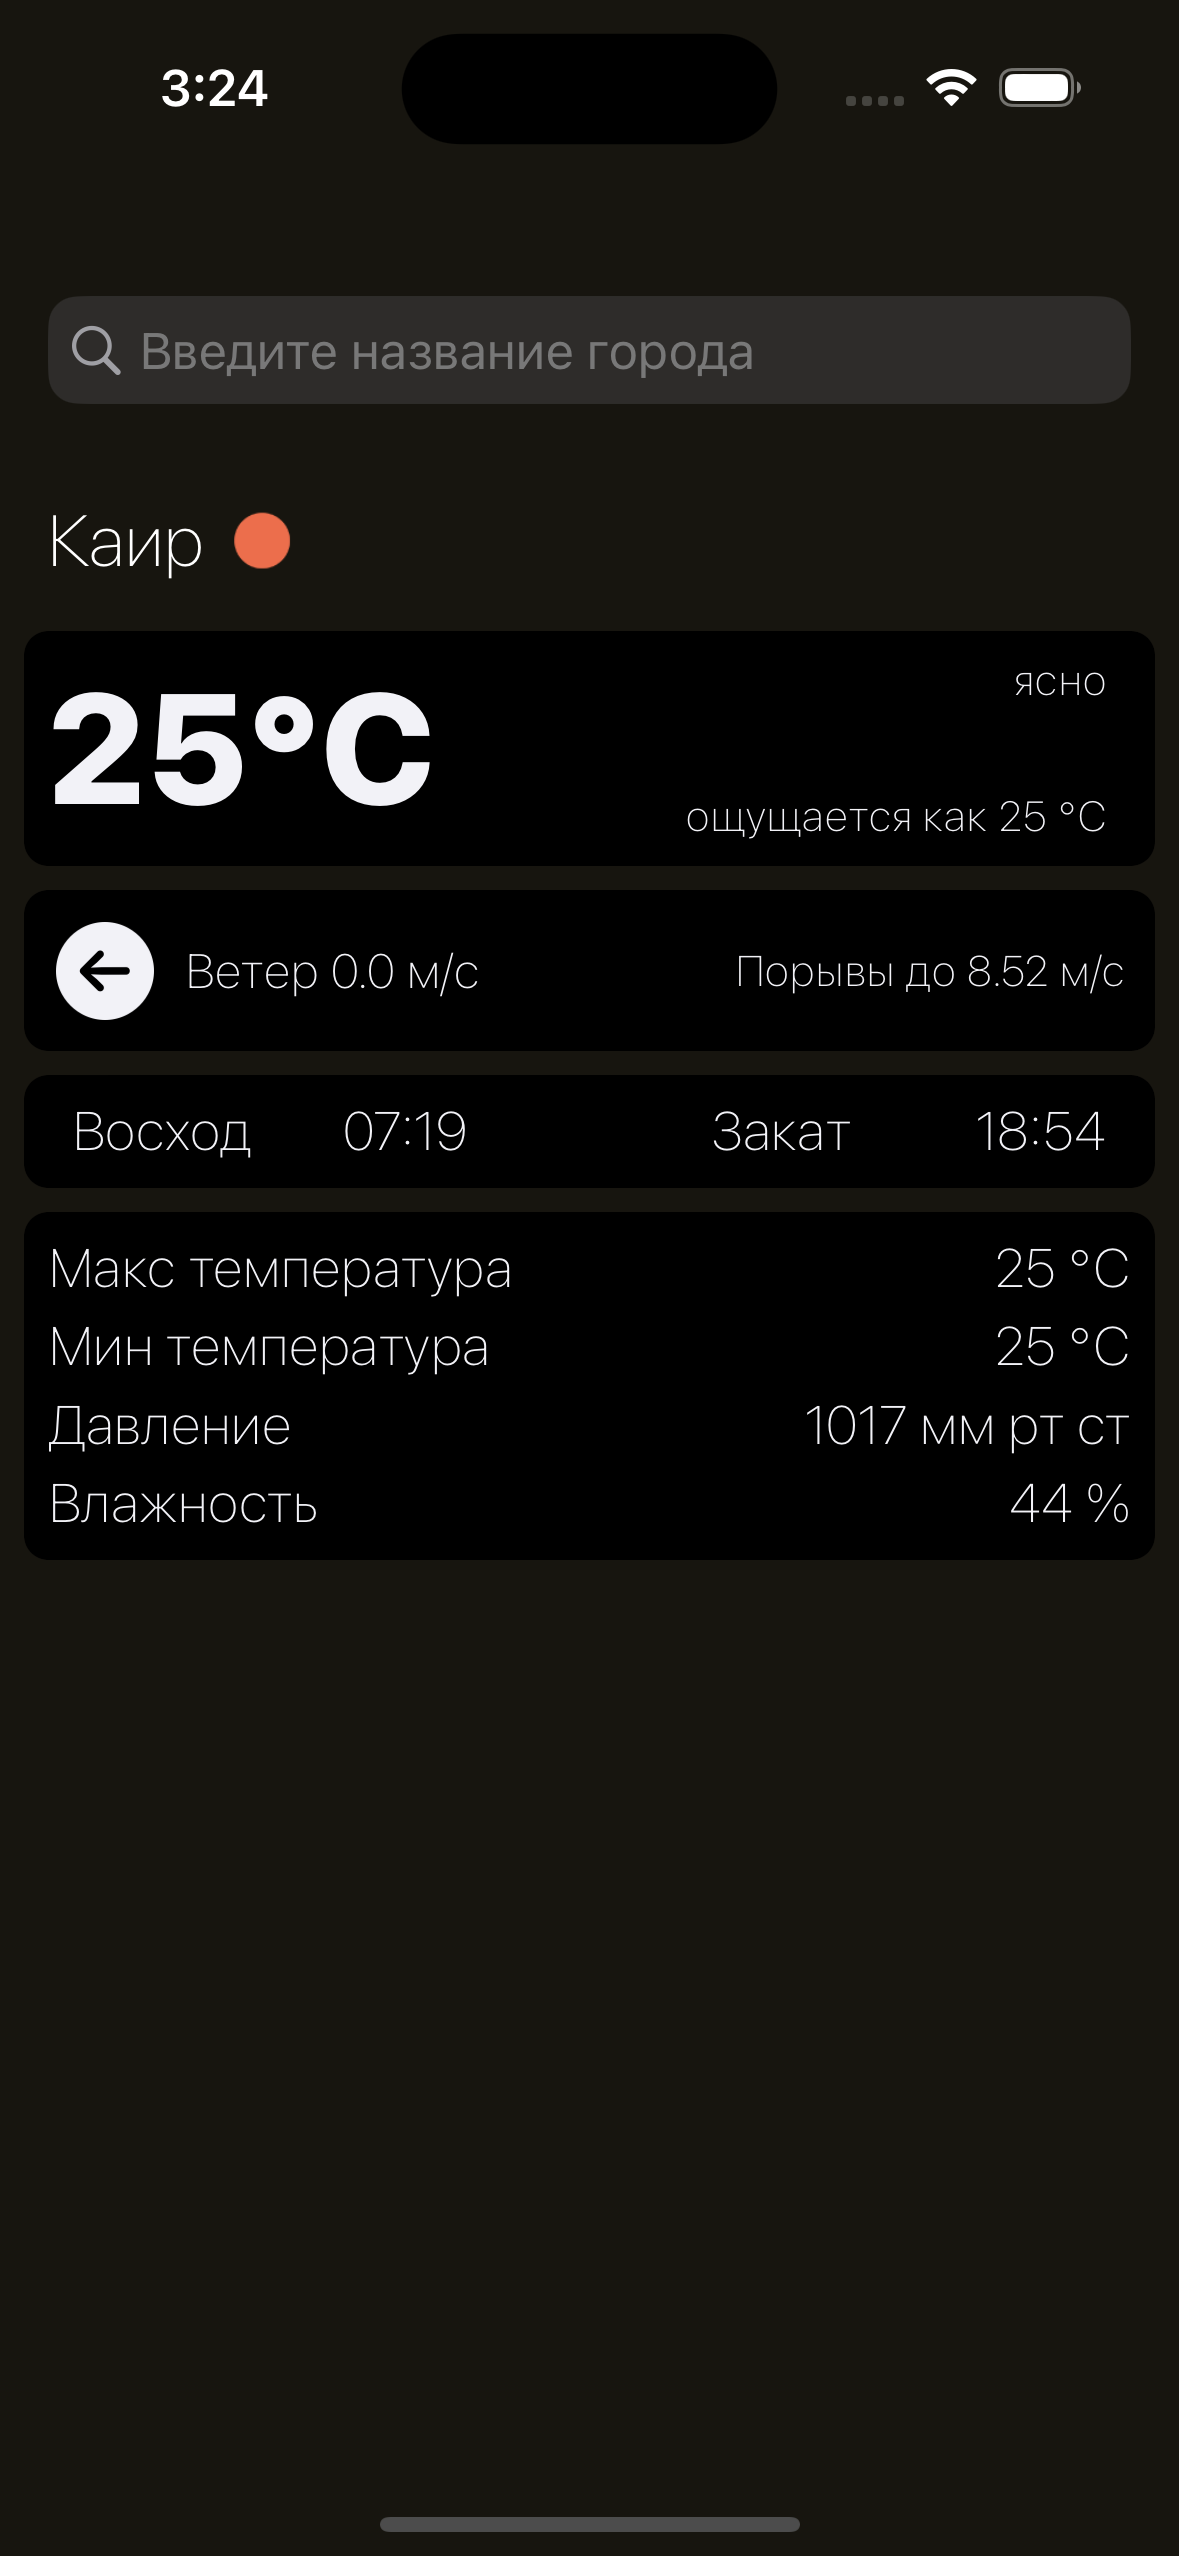 3:24
Введите название города
Каир
25°C
ясно
ощущается как 25 °C
Ветер 0.0 м/с
Порывы до 8.52 м/с
Восход 07:19 Закат 18:54
Макс температура 25 °C
Мин температура 25 °C
Давление 1017 мм рт ст
Влажность 44 %